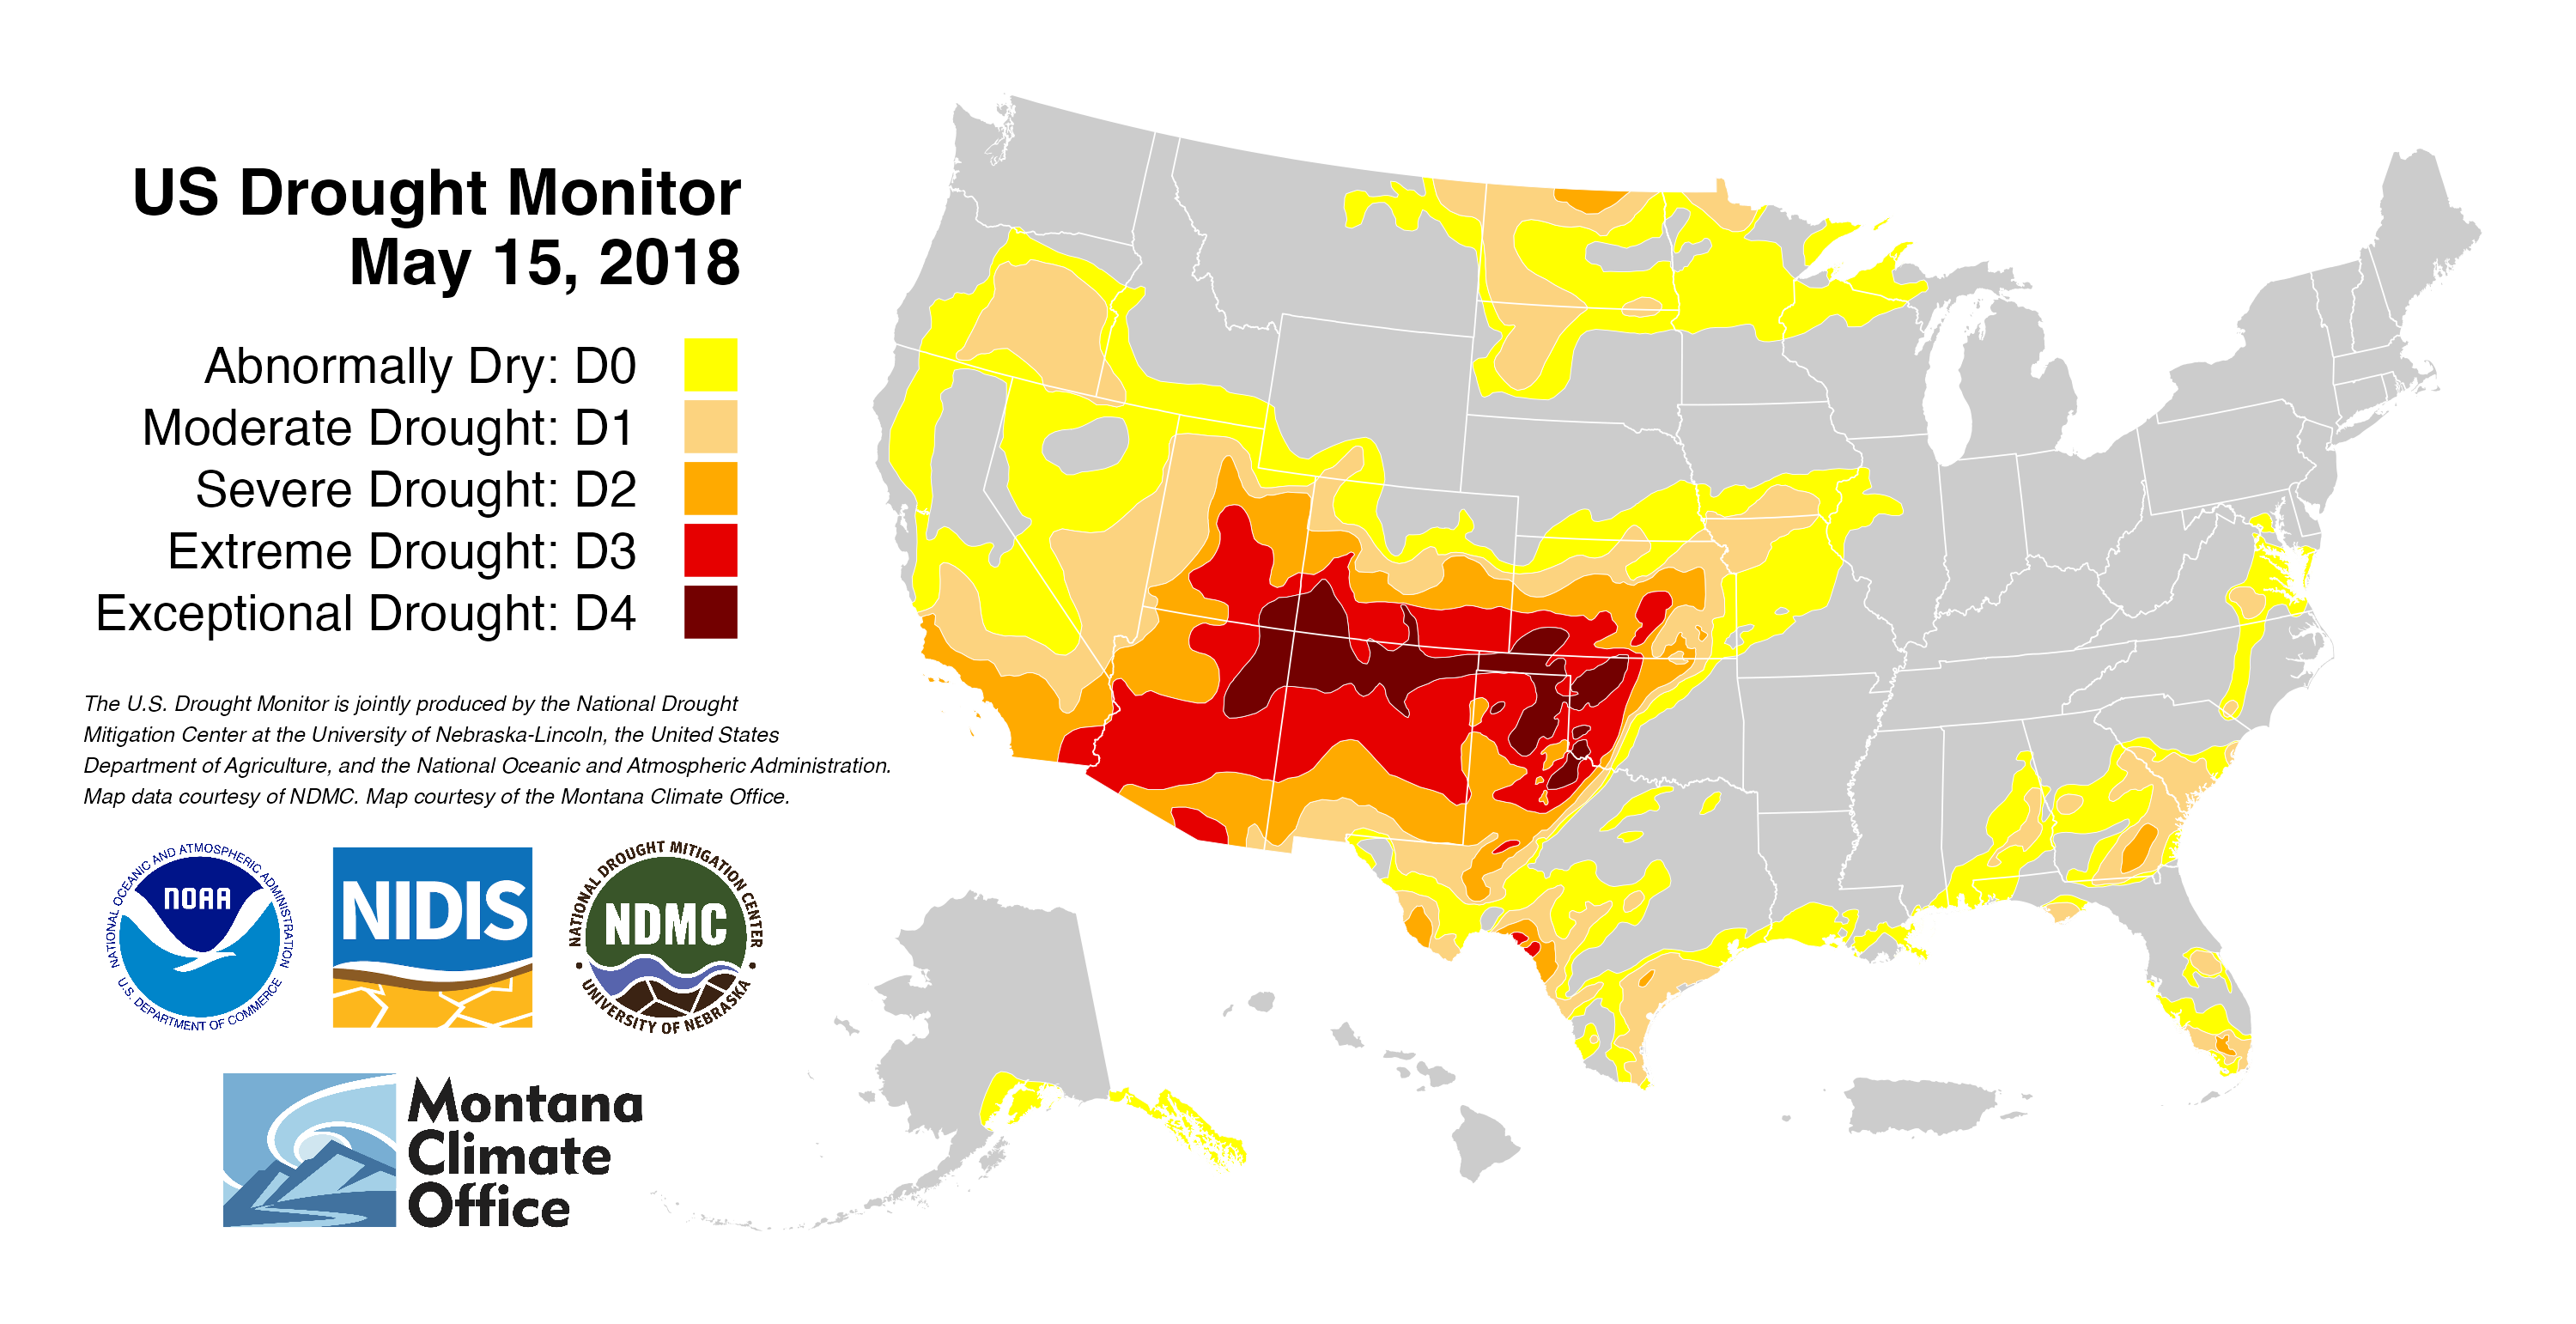 US Drought Monitor
May 15, 2018
Abnormally Dry: D0
Moderate Drought: D1
Severe Drought: D2
Extreme Drought: D3
Exceptional Drought: D4
The U.S. Drought Monitor is jointly produced by the National Drought
Mitigation Center at the University of Nebraska-Lincoln, the United States
Department of Agriculture, and the National Oceanic and Atmospheric Administration.
Map data courtesy of NDMC. Map courtesy of the Montana Climate Office.
NATIONAL OCEANIC AND ATMOSPHERIC ADMINISTRATION
NOAA
U.S. DEPARTMENT OF COMMERCE
NIDIS
NATIONAL DROUGHT MITIGATION CENTER
NDMC
UNIVERSITY OF NEBRASKA
Montana
Climate
Office